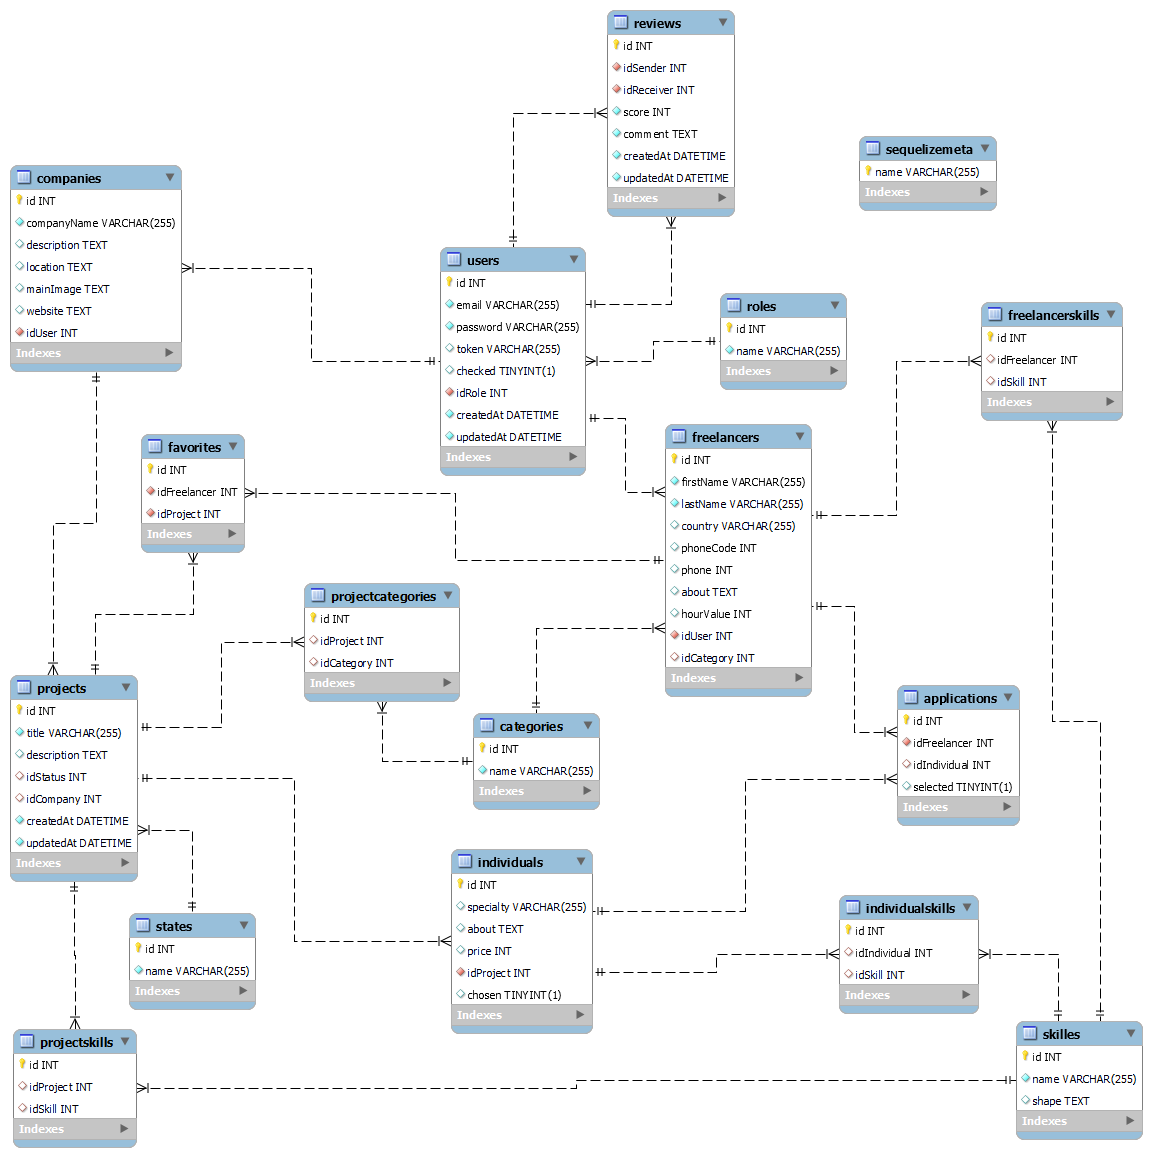 reviews
id INT
idSender INT
idReceiver INT
score INT
comment TEXT
createdAt DATETIME
updatedAt DATETIME
Indexes
sequelizemeta
name VARCHAR(255)
Indexes
companies
id INT
companyName VARCHAR(255)
description TEXT
location TEXT
mainImage TEXT
website TEXT
idUser INT
Indexes
users
id INT
email VARCHAR(255)
password VARCHAR(255)
token VARCHAR(255)
checked TINYINT(1)
idRole INT
createdAt DATETIME
updatedAt DATETIME
Indexes
roles
id INT
name VARCHAR(255)
Indexes
freelancerskills
id INT
idFreelancer INT
idSkill INT
Indexes
favorites
id INT
idFreelancer INT
idProject INT
Indexes
freelancers
id INT
firstName VARCHAR(255)
lastName VARCHAR(255)
country VARCHAR(255)
phoneCode INT
phone INT
about TEXT
hourValue INT
idUser INT
idCategory INT
Indexes
projectcategories
id INT
idProject INT
idCategory INT
Indexes
projects
id INT
title VARCHAR(255)
description TEXT
idStatus INT
idCompany INT
createdAt DATETIME
updatedAt DATETIME
Indexes
categories
id INT
name VARCHAR(255)
Indexes
applications
id INT
idFreelancer INT
idIndividual INT
selected TINYINT(1)
Indexes
individuals
id INT
specialty VARCHAR(255)
about TEXT
price INT
idProject INT
chosen TINYINT(1)
Indexes
individualskills
id INT
idIndividual INT
idSkill INT
Indexes
states
id INT
name VARCHAR(255)
Indexes
projectskills
id INT
idProject INT
idSkill INT
Indexes
skilles
id INT
name VARCHAR(255)
shape TEXT
Indexes